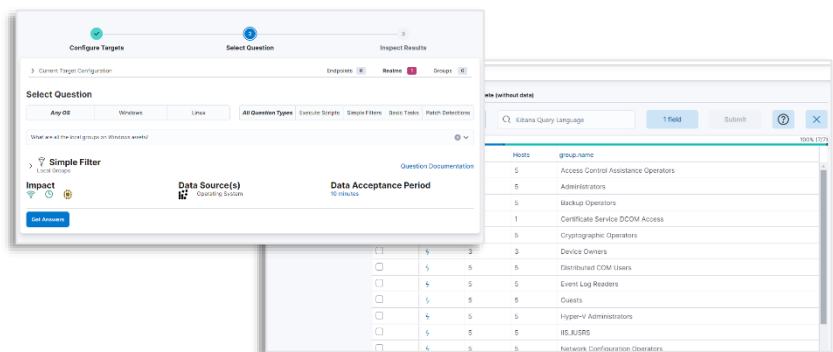 2
3
Configure Targets
Select Question
Inspect Results
Current Target Configuration
Endpoints 0
Realms 1
Groups 0
Select Question
Any OS
Windows
Linux
All Question Types
Execute Scripts
Simple Filters
Basic Tasks
Patch Detections
What are all the local groups on Windows assets?
Simple Filter
Local Groups
Question Documentation
Impact
Data Source(s)
Operating System
Data Acceptance Period
10 minutes
Get Answers
ete (without data)
Kibana Query Language
1 field
Submit
100% (7/7)
Hosts group.name
5 Access Control Assistance Operators
5 Administrators
5 Backup Operators
1 Certificate Service DCOM Access
5 Cryptographic Operators
3 3 Device Owners
5 5 Distributed COM Users
5 5 Event Log Readers
5 5 Guests
5 5 Hyper-V Administrators
5 5 IIS_IUSRS
5 5 Network Configuration Operators